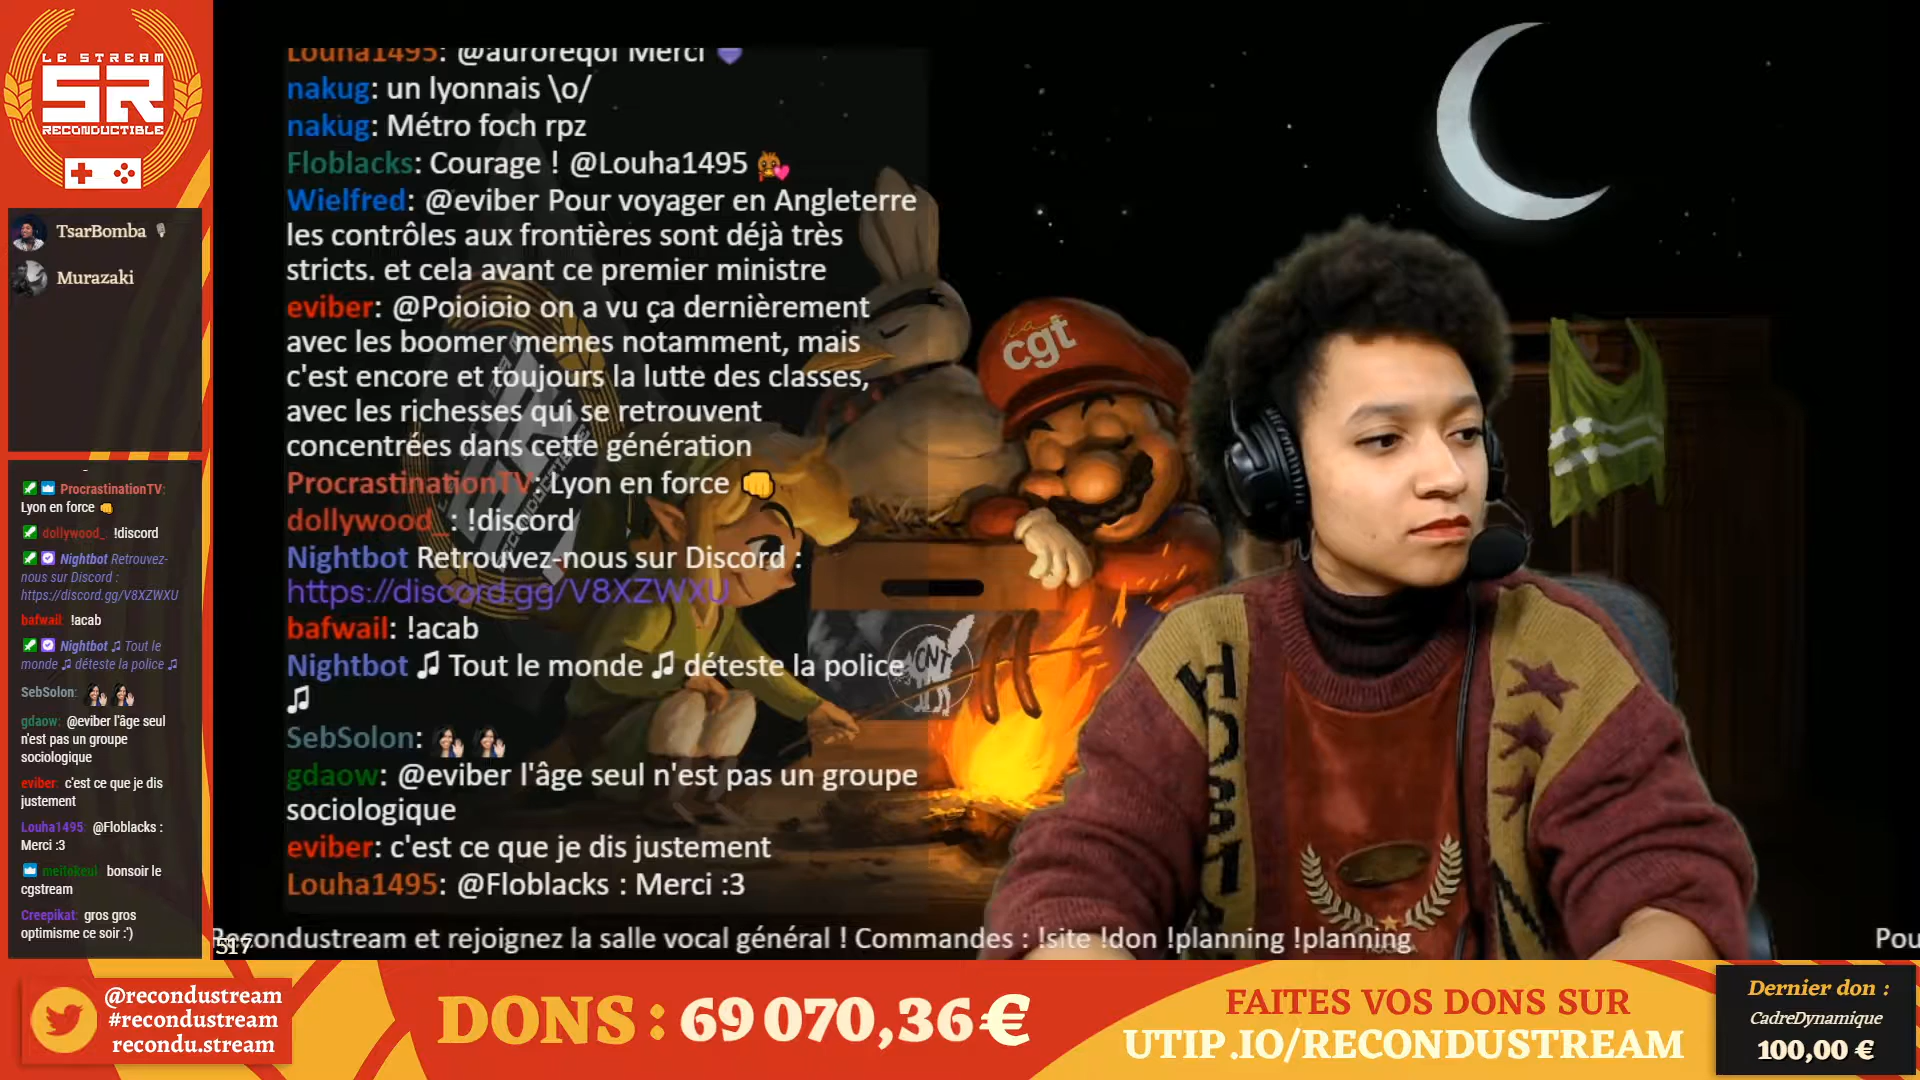 LE STREAM
SR
RECONDUCTIBLE
TsarBomba
Murazaki
ProcrastinationTV:
Lyon en force
dollywood_: !discord
Nightbot Retrouvez-
nous sur Discord :
https://discord.gg/V8XZWXU
bafwail: !acab
Nightbot ♫ Tout le
monde ♫ déteste la police ♫
SebSolon:
gdaow: @eviber l'âge seul
n'est pas un groupe
sociologique
eviber: c'est ce que je dis
justement
Louha1495: @Floblacks :
Merci :3
meitokeul bonsoir le
cgstream
Creepikat: gros gros
optimisme ce soir :')
Louha1495: @auroreqoi Merci
nakug: un lyonnais \o/
nakug: Métro foch rpz
Floblacks: Courage ! @Louha1495
Wielfred: @eviber Pour voyager en Angleterre
les contrôles aux frontières sont déjà très
stricts. et cela avant ce premier ministre
eviber: @Poioioio on a vu ça dernièrement
avec les boomer memes notamment, mais
c'est encore et toujours la lutte des classes,
avec les richesses qui se retrouvent
concentrées dans cette génération
ProcrastinationTV: Lyon en force
dollywood_: !discord
Nightbot Retrouvez-nous sur Discord :
https://discord.gg/V8XZWXU
bafwail: !acab
Nightbot ♫ Tout le monde ♫ déteste la police
♫
SebSolon:
gdaow: @eviber l'âge seul n'est pas un groupe
sociologique
eviber: c'est ce que je dis justement
Louha1495: @Floblacks : Merci :3
La
cgt
CNT
517
Recondustream et rejoignez la salle vocal général ! Commandes : !site !don !planning !planning
Pou
@recondustream
#recondustream
recondu.stream
DONS : 69 070,36 €
FAITES VOS DONS SUR
UTIP.IO/RECONDUSTREAM
Dernier don :
CadreDynamique
100,00 €